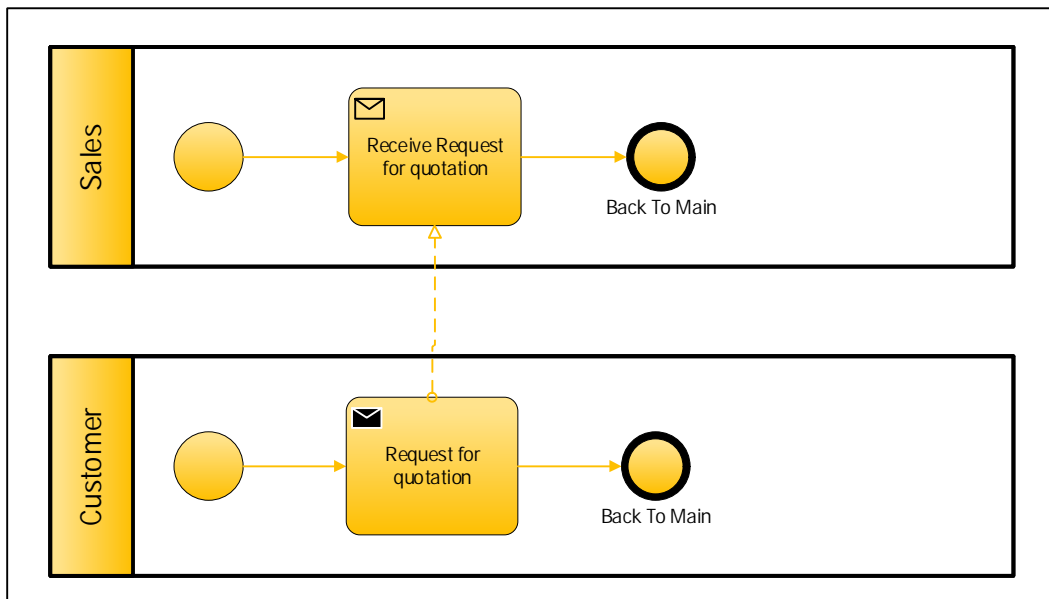 Sales
Receive Request
for quotation
Back To Main
Customer
Request for
quotation
Back To Main